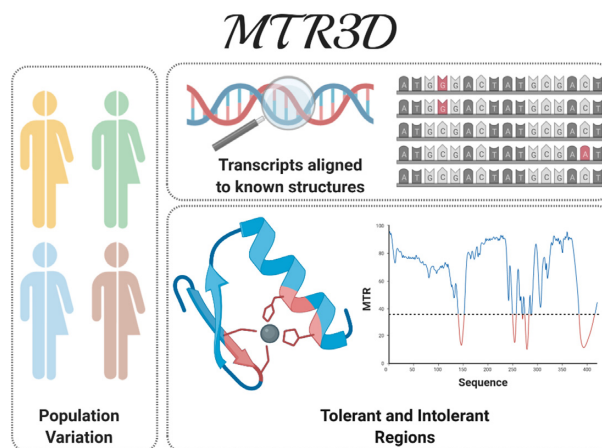 MTR3D
Population
Variation
Transcripts aligned
to known structures
A T G G G A C T A T G C G A C T
A T G G G A C T A T G C G A C T
A T G C G A C T A T G C G A C T
A T G C G A C T A T G C G A A T
A T G C G A C T A T G C G A C T
MTR
100
80
60
40
20
0
0 50 100 150 200 250 300 350 400
Sequence
Tolerant and Intolerant
Regions